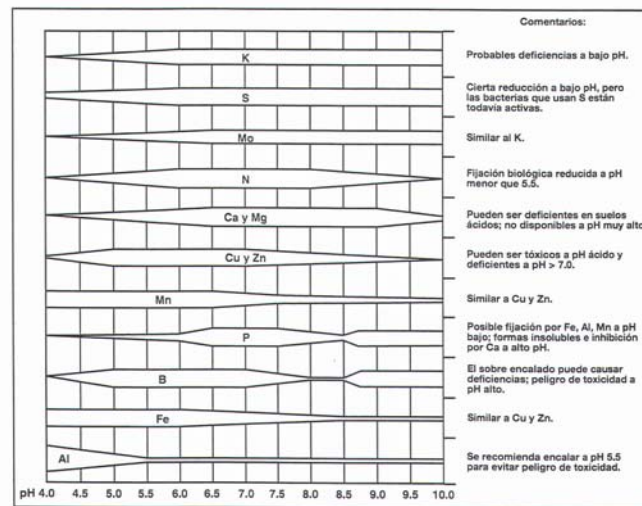 Comentarios:
K
Probables deficiencias a bajo pH.
S
Cierta reducción a bajo pH, pero
las bacterias que usan S están
todavía activas.
Mo
Similar al K.
N
Fijación biológica reducida a pH
menor que 5.5.
Ca y Mg
Pueden ser deficientes en suelos
ácidos; no disponibles a pH muy alto
Cu y Zn
Pueden ser tóxicos a pH ácido y
deficientes a pH > 7.0.
Mn
Similar a Cu y Zn.
P
Posible fijación por Fe, Al, Mn a pH
bajo; formas insolubles e inhibición
por Ca a alto pH.
B
El sobre encalado puede causar
deficiencias; peligro de toxicidad a
pH alto.
Fe
Similar a Cu y Zn.
Al
Se recomienda encalar a pH 5.5
para evitar peligro de toxicidad.
pH 4.0 4.5 5.0 5.5 6.0 6.5 7.0 7.5 8.0 8.5 9.0 10.0